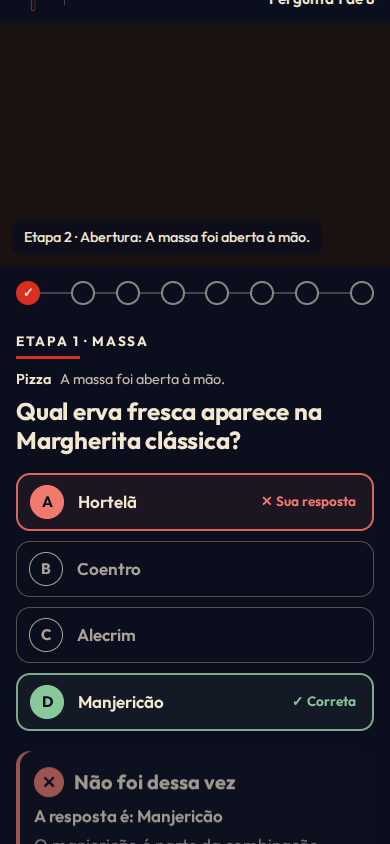 Etapa 2 · Abertura: A massa foi aberta à mão.
✓
ETAPA 1 · MASSA
Pizza A massa foi aberta à mão.
Qual erva fresca aparece na
Margherita clássica?
A Hortelã ✕ Sua resposta
B Coentro
C Alecrim
D Manjericão ✓ Correta
✕ Não foi dessa vez
A resposta é: Manjericão